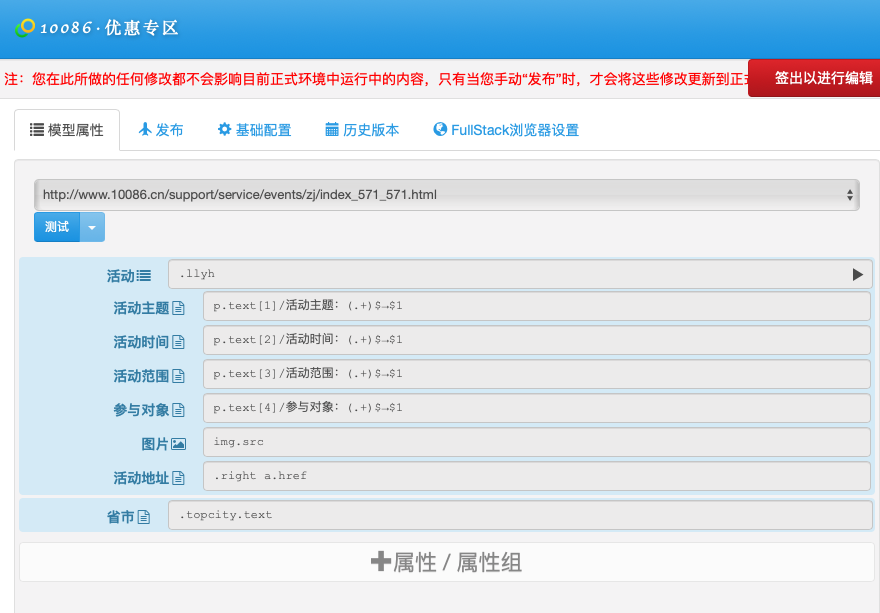 10086·优惠专区
注：您在此所做的任何修改都不会影响目前正式环境中运行中的内容，只有当您手动“发布”时，才会将这些修改更新到正式
签出以进行编辑
模型属性 发布 基础配置 历史版本 FullStack浏览器设置
http://www.10086.cn/support/service/events/zj/index_571_571.html
测试
活动 .llyh
活动主题 p.text[1]/活动主题：(.+)$→$1
活动时间 p.text[2]/活动时间：(.+)$→$1
活动范围 p.text[3]/活动范围：(.+)$→$1
参与对象 p.text[4]/参与对象：(.+)$→$1
图片 img.src
活动地址 .right a.href
省市 .topcity.text
属性 / 属性组